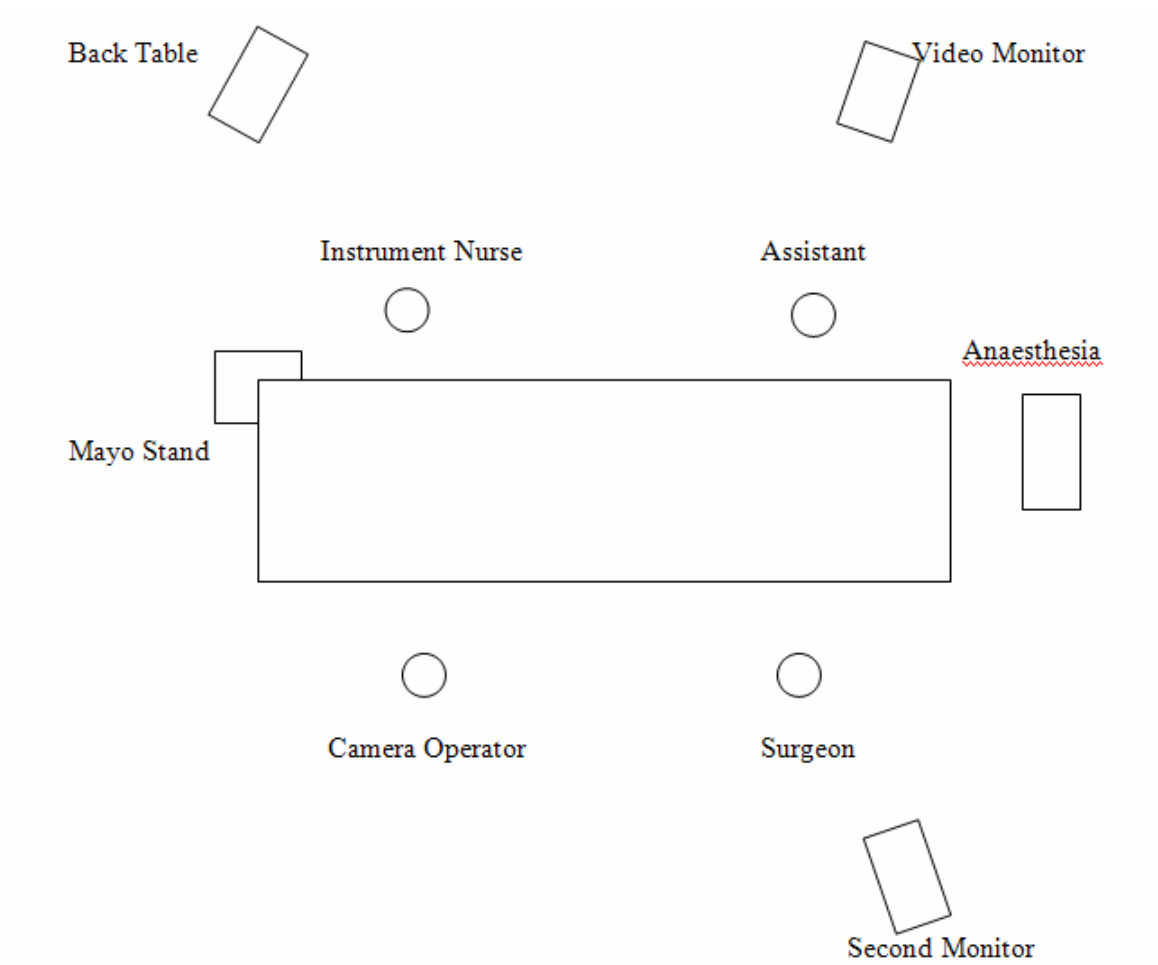 Back Table
Video Monitor
Instrument Nurse
Assistant
Anaesthesia
Mayo Stand
Camera Operator
Surgeon
Second Monitor